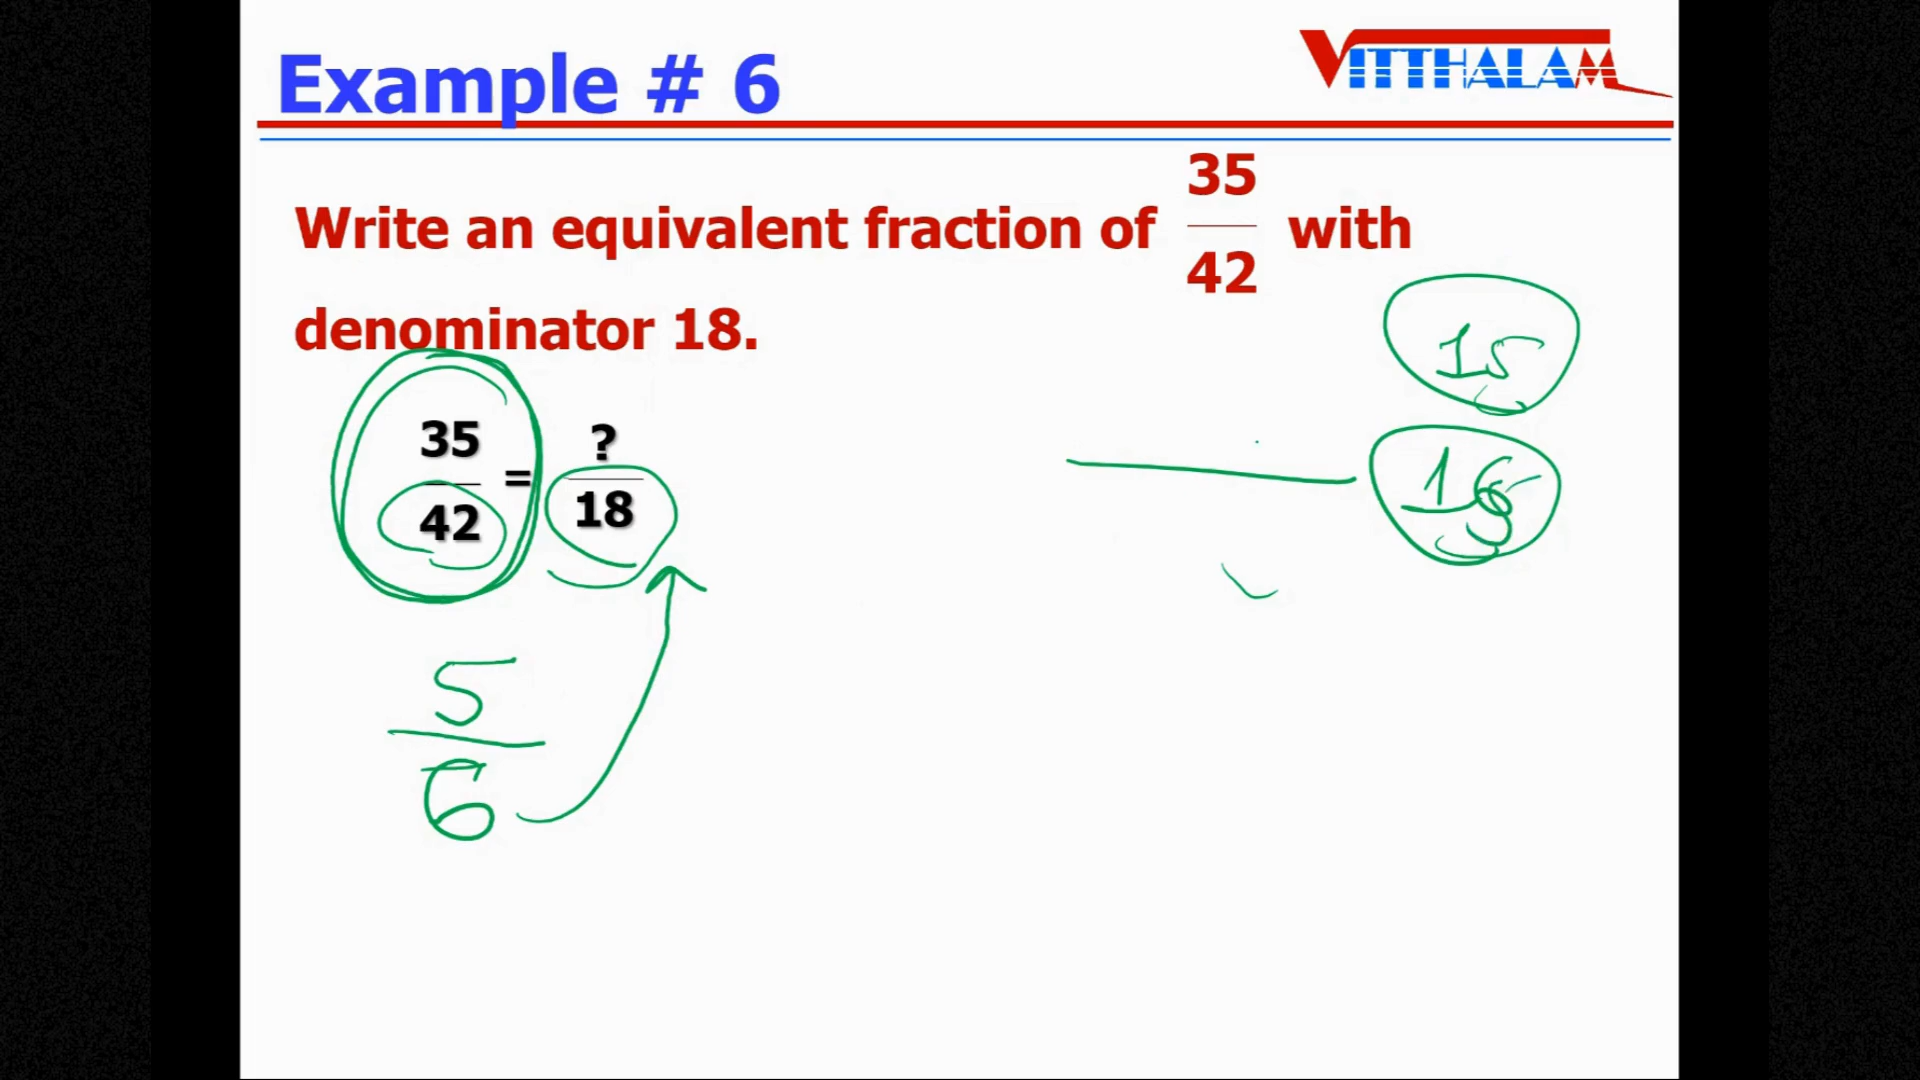 Example # 6
VITTHALAM
Write an equivalent fraction of 35/42 with
denominator 18.
35/42 = ?/18
15
18
5/6